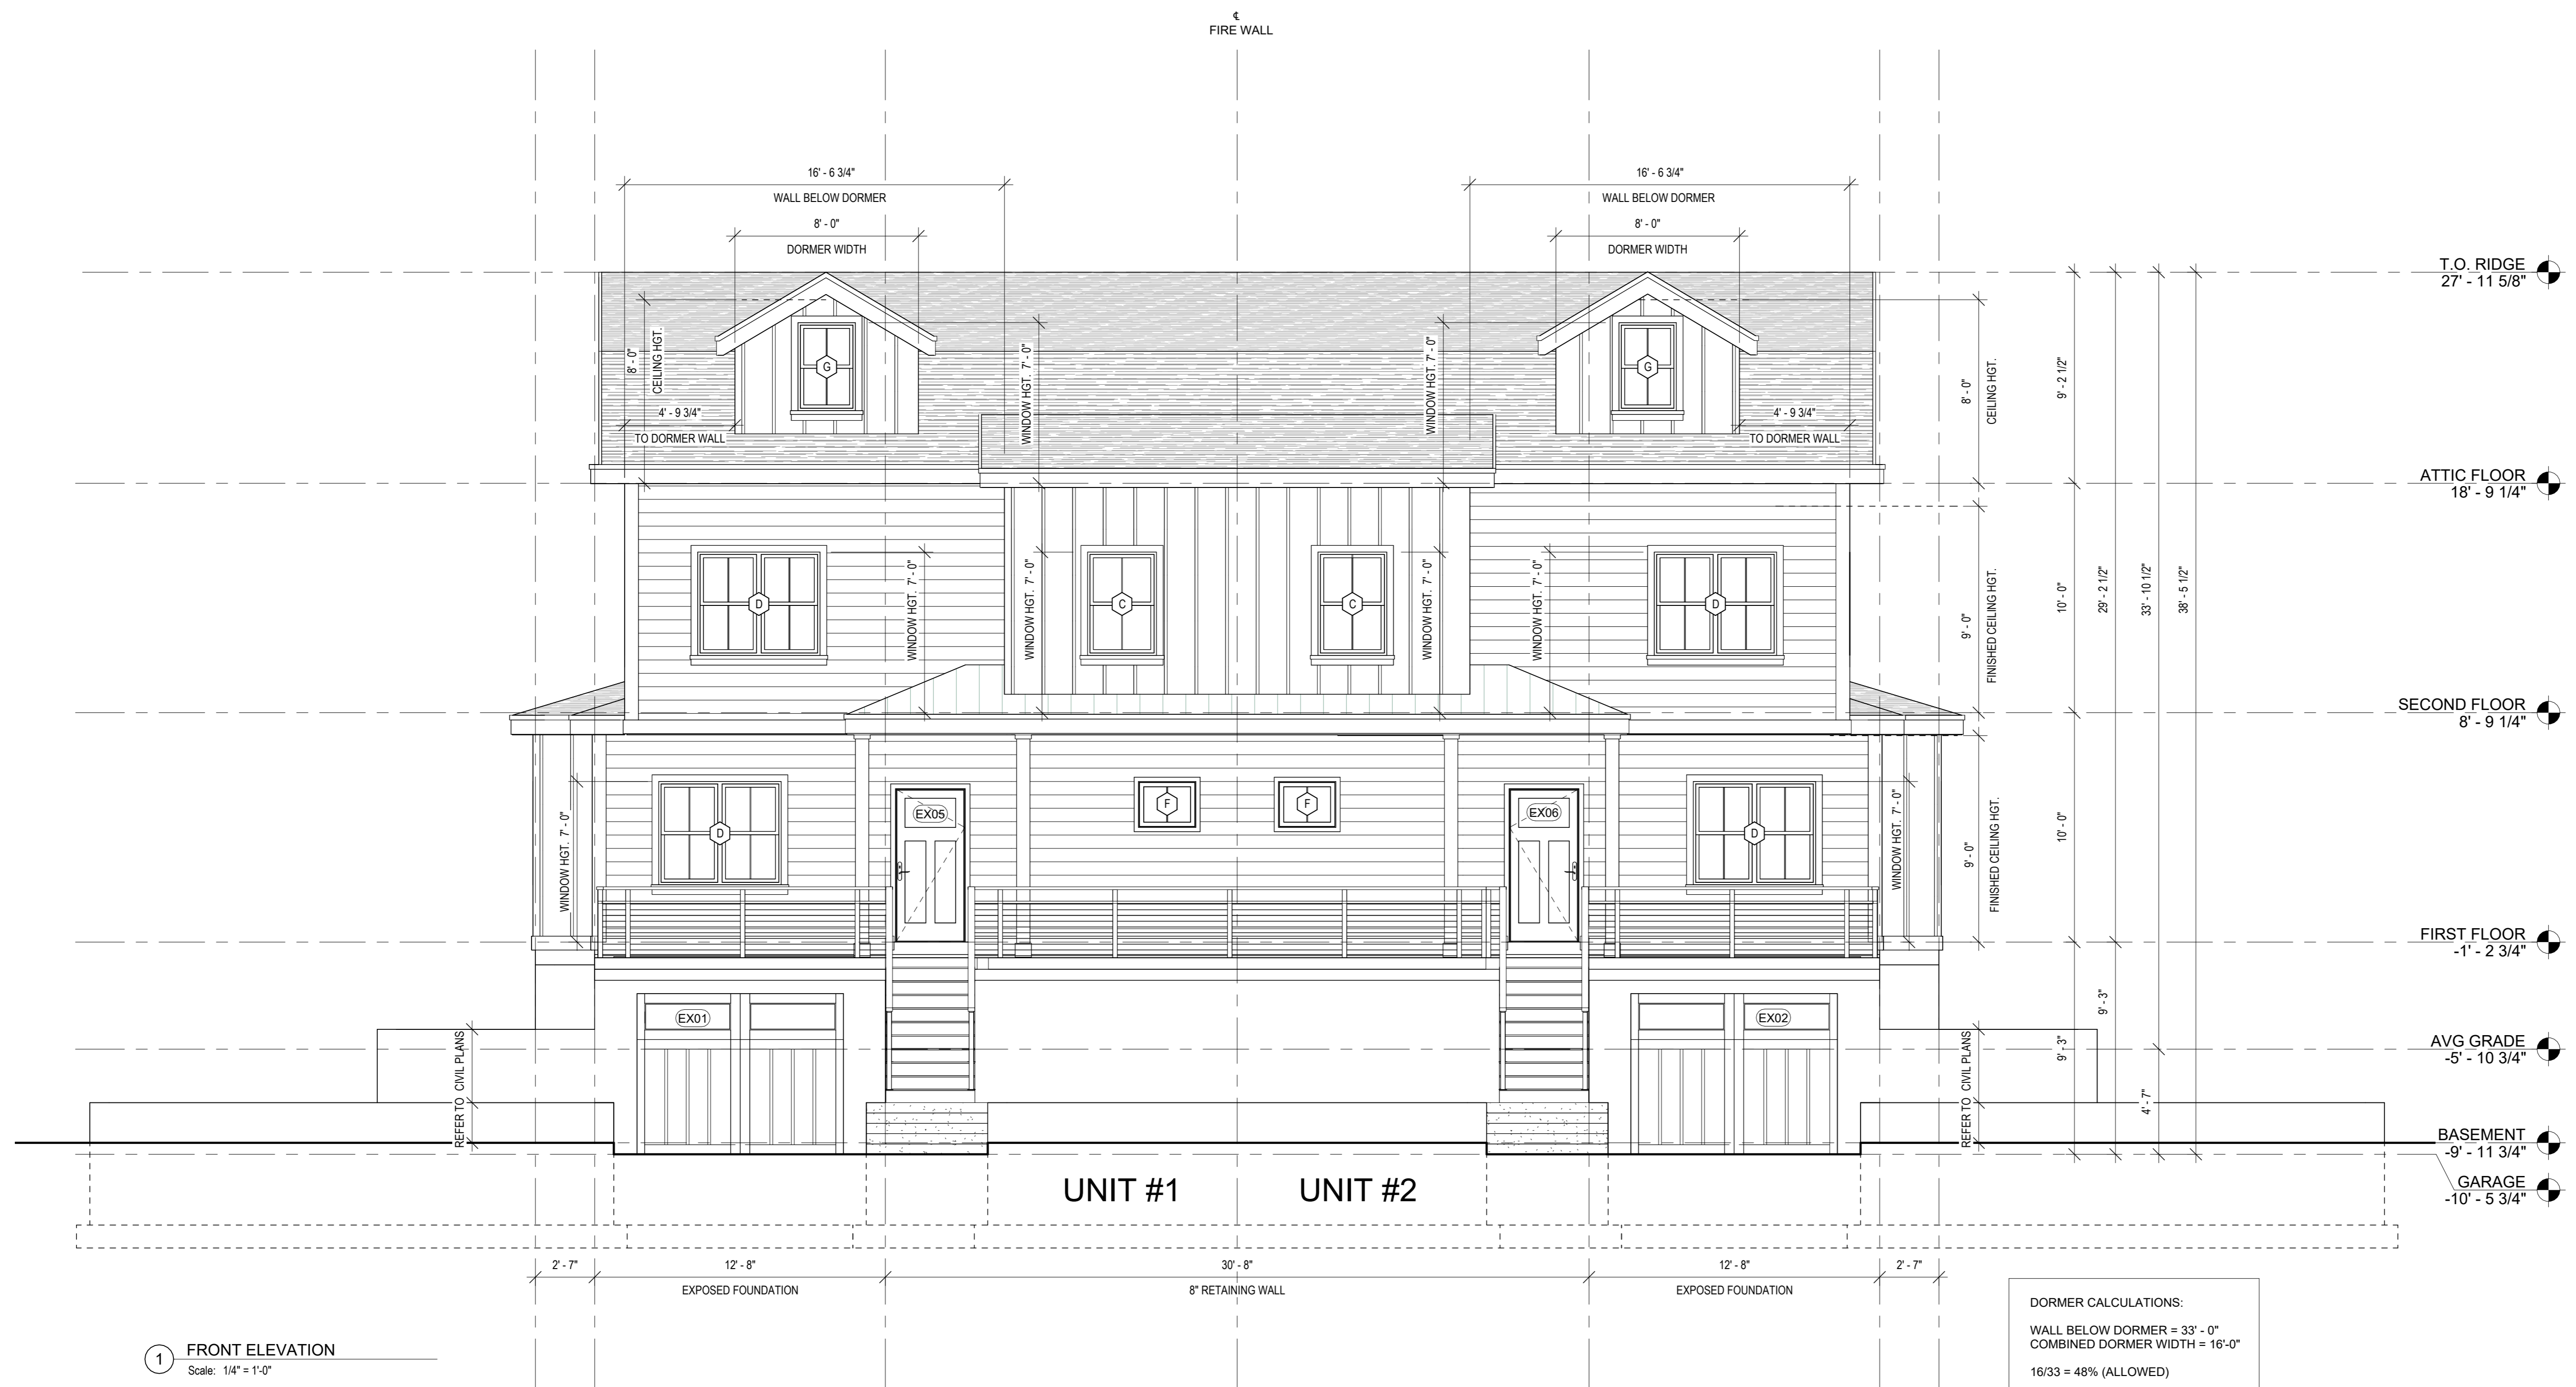 ℄
FIRE WALL
16' - 6 3/4"
WALL BELOW DORMER
8' - 0"
DORMER WIDTH
16' - 6 3/4"
WALL BELOW DORMER
8' - 0"
DORMER WIDTH
T.O. RIDGE
27' - 11 5/8"
8' - 0"
CEILING HGT.
G
WINDOW HGT. 7' - 0"
WINDOW HGT. 7' - 0"
G
8' - 0"
CEILING HGT.
9' - 2 1/2"
4' - 9 3/4"
TO DORMER WALL
4' - 9 3/4"
TO DORMER WALL
ATTIC FLOOR
18' - 9 1/4"
D
WINDOW HGT. 7' - 0"
WINDOW HGT. 7' - 0"
C
C
WINDOW HGT. 7' - 0"
WINDOW HGT. 7' - 0"
D
9' - 0"
FINISHED CEILING HGT.
10' - 0"
29' - 2 1/2"
33' - 10 1/2"
38' - 5 1/2"
SECOND FLOOR
8' - 9 1/4"
WINDOW HGT. 7' - 0"
D
EX05
F
F
EX06
D
WINDOW HGT. 7' - 0"
9' - 0"
FINISHED CEILING HGT.
10' - 0"
FIRST FLOOR
-1' - 2 3/4"
EX01
EX02
REFER TO CIVIL PLANS
REFER TO CIVIL PLANS
9' - 3"
9' - 3"
4' - 7"
AVG GRADE
-5' - 10 3/4"
BASEMENT
-9' - 11 3/4"
GARAGE
-10' - 5 3/4"
UNIT #1
UNIT #2
2' - 7"
12' - 8"
EXPOSED FOUNDATION
30' - 8"
8" RETAINING WALL
12' - 8"
EXPOSED FOUNDATION
2' - 7"
DORMER CALCULATIONS:
WALL BELOW DORMER = 33' - 0"
COMBINED DORMER WIDTH = 16'-0"
16/33 = 48% (ALLOWED)
1
FRONT ELEVATION
Scale: 1/4" = 1'-0"